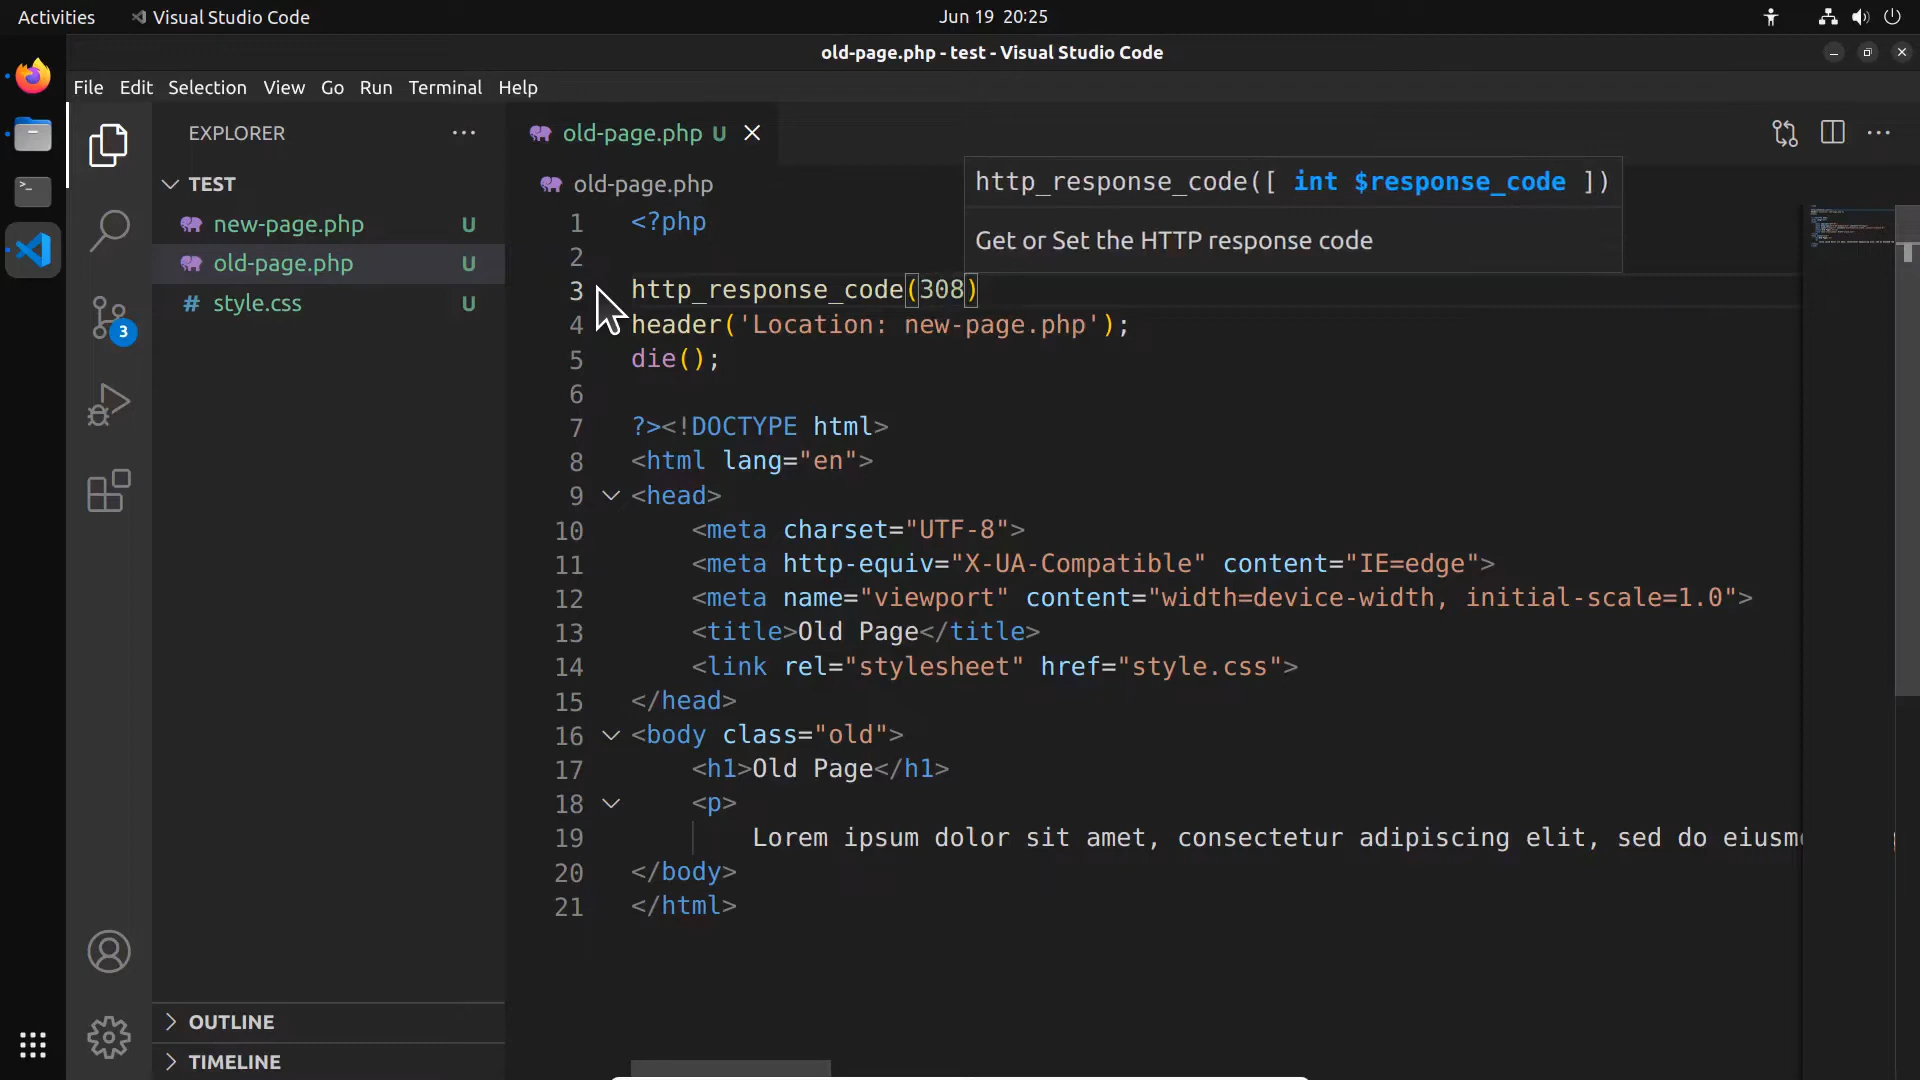 Activities Visual Studio Code Jun 19 20:25
old-page.php - test - Visual Studio Code
File Edit Selection View Go Run Terminal Help
EXPLORER
TEST
new-page.php U
old-page.php U
# style.css U
3
OUTLINE
TIMELINE
old-page.php U
old-page.php
http_response_code([ int $response_code ])
Get or Set the HTTP response code
1 <?php
2
3 http_response_code(308)
4 header('Location: new-page.php');
5 die();
6
7 ?><!DOCTYPE html>
8 <html lang="en">
9 <head>
10 <meta charset="UTF-8">
11 <meta http-equiv="X-UA-Compatible" content="IE=edge">
12 <meta name="viewport" content="width=device-width, initial-scale=1.0">
13 <title>Old Page</title>
14 <link rel="stylesheet" href="style.css">
15 </head>
16 <body class="old">
17 <h1>Old Page</h1>
18 <p>
19 Lorem ipsum dolor sit amet, consectetur adipiscing elit, sed do eiusm
20 </body>
21 </html>